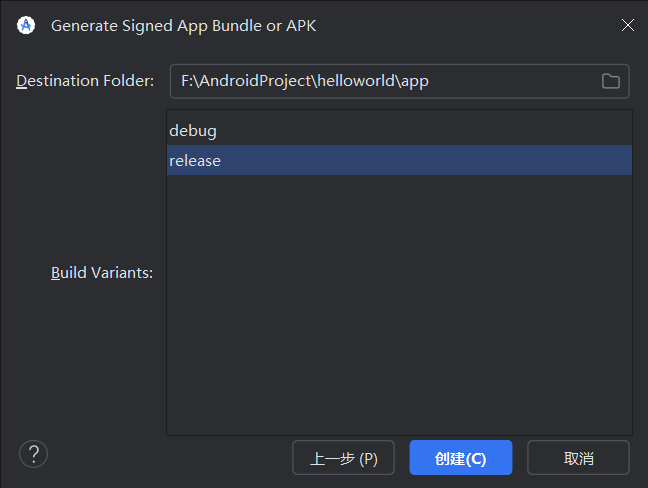 Generate Signed App Bundle or APK
Destination Folder: F:\AndroidProject\helloworld\app
debug
release
Build Variants:
? 上一步 (P) 创建(C) 取消